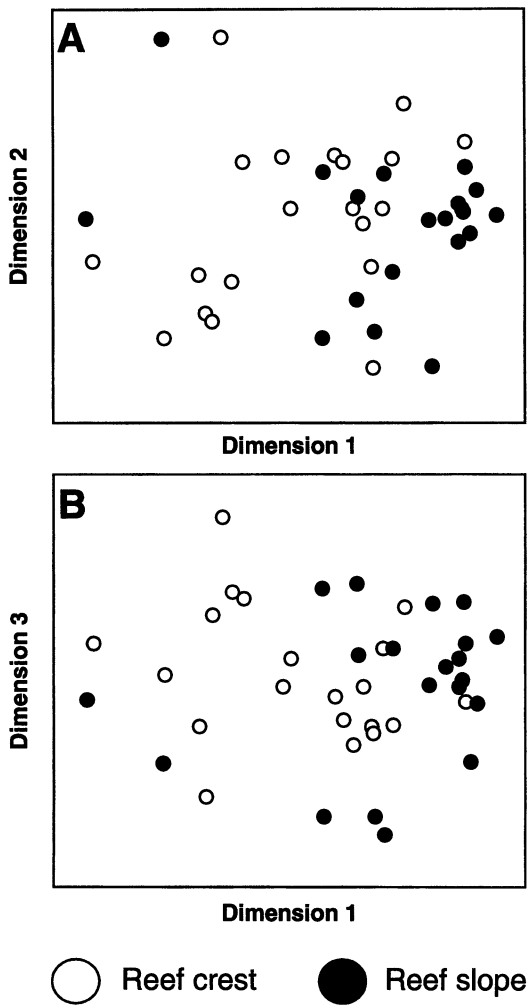 A
Dimension 2
Dimension 1
B
Dimension 3
Dimension 1
Reef crest
Reef slope